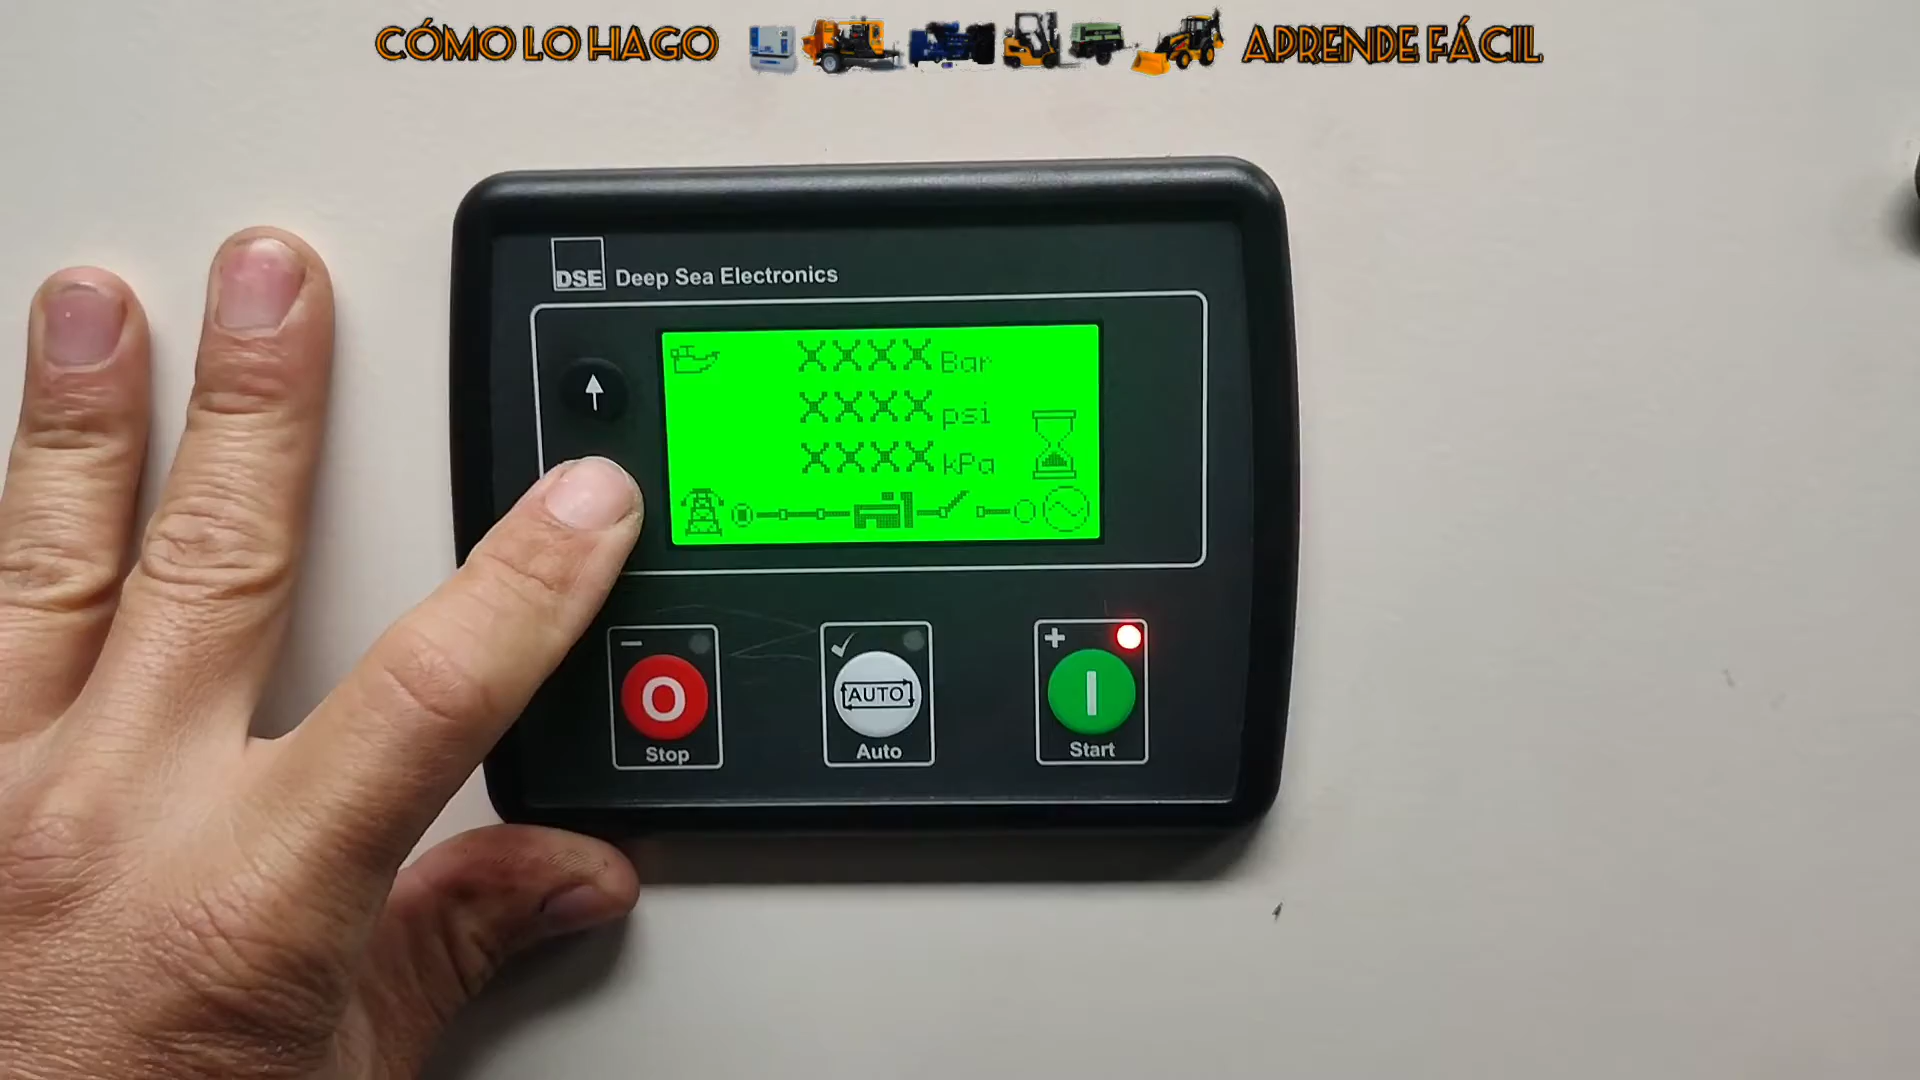 CÓMO LO HAGO APRENDE FÁCIL
DSE Deep Sea Electronics
XXXX Bar
XXXX psi
XXXX kPa
O
Stop
AUTO
Auto
I
Start